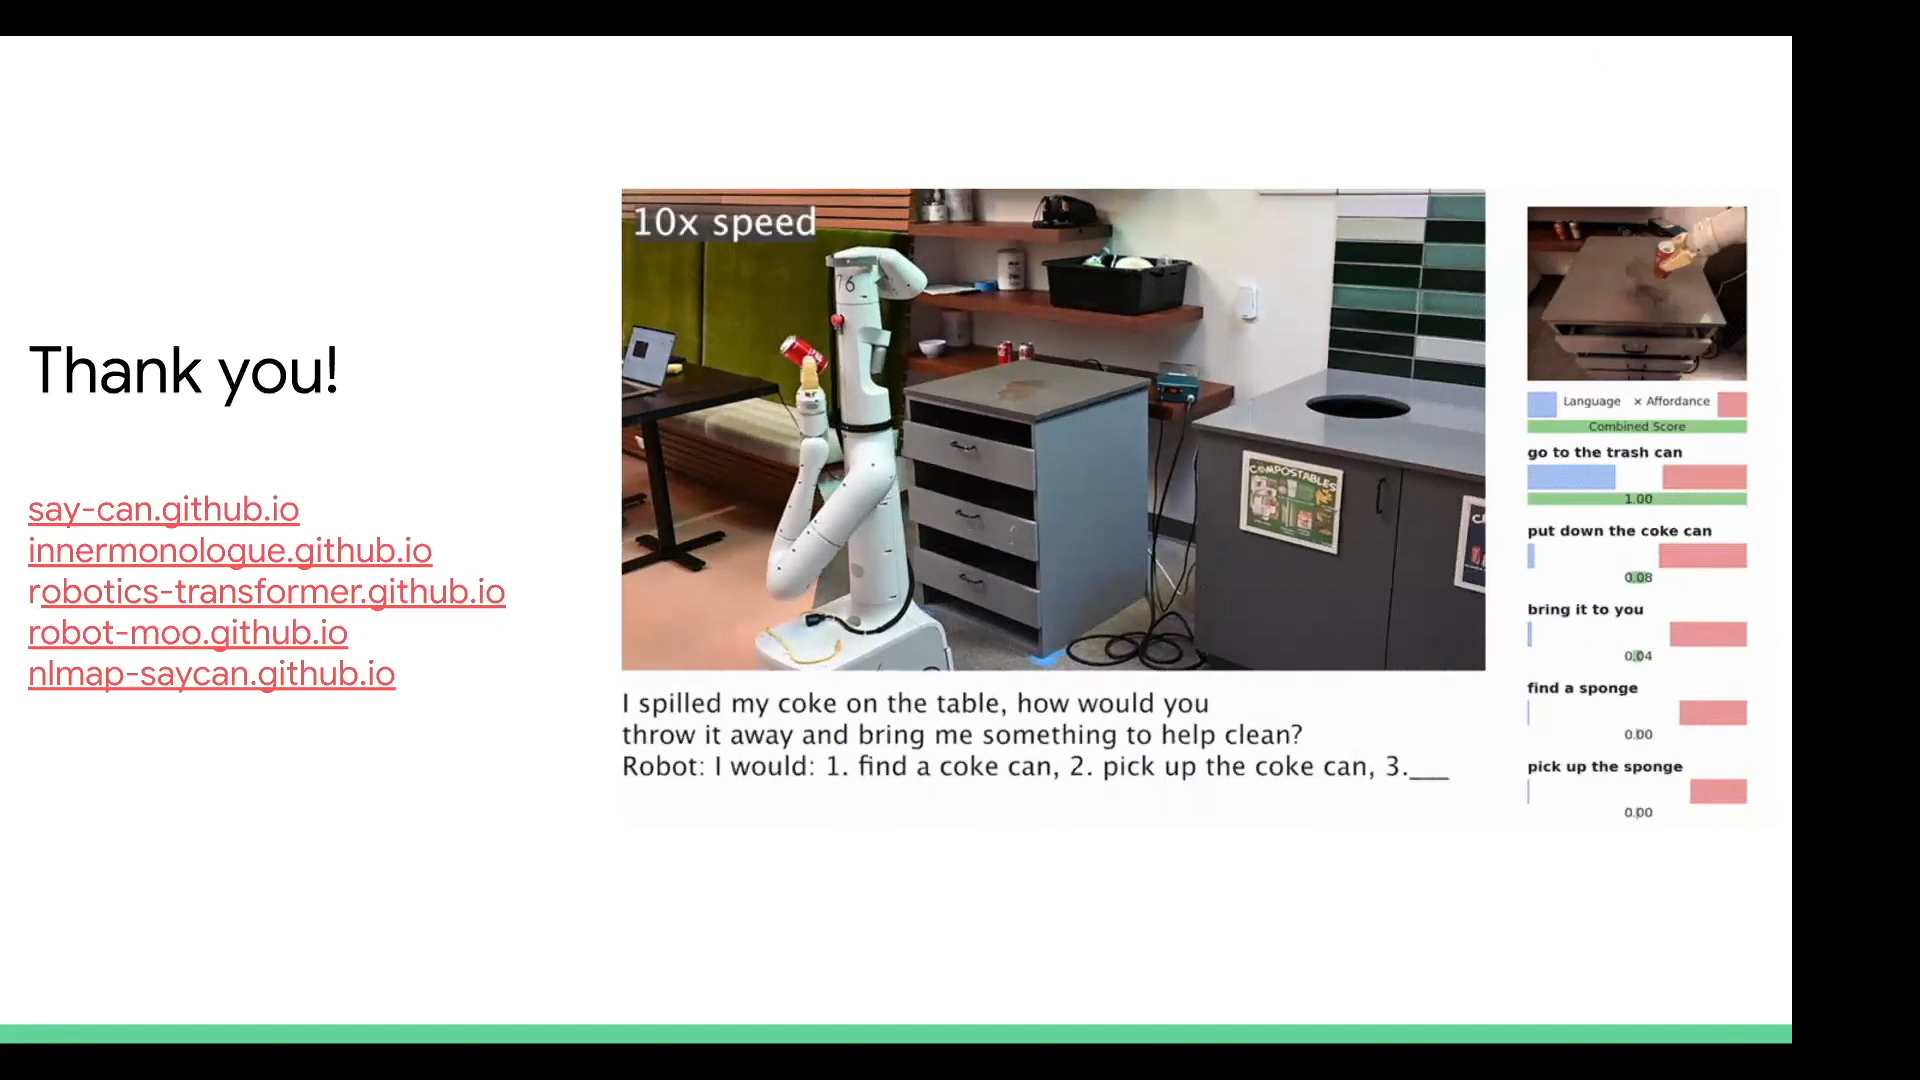 Thank you!
say-can.github.io
innermonologue.github.io
robotics-transformer.github.io
robot-moo.github.io
nlmap-saycan.github.io
10x speed
76
COMPOSTABLES
I spilled my coke on the table, how would you
throw it away and bring me something to help clean?
Robot: I would: 1. find a coke can, 2. pick up the coke can, 3.___
Language × Affordance
Combined Score
go to the trash can
1.00
put down the coke can
0.08
bring it to you
0.04
find a sponge
0.00
pick up the sponge
0.00